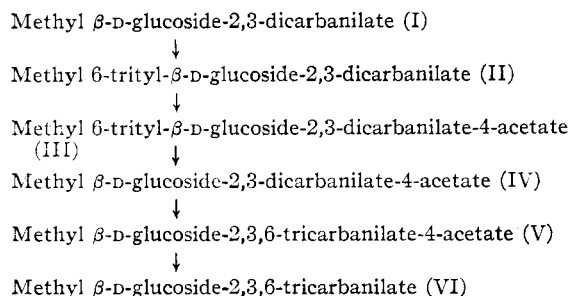 Methyl β-D-glucoside-2,3-dicarbanilate (I)
↓
Methyl 6-trityl-β-D-glucoside-2,3-dicarbanilate (II)
↓
Methyl 6-trityl-β-D-glucoside-2,3-dicarbanilate-4-acetate
(III)
↓
Methyl β-D-glucoside-2,3-dicarbanilate-4-acetate (IV)
↓
Methyl β-D-glucoside-2,3,6-tricarbanilate-4-acetate (V)
↓
Methyl β-D-glucoside-2,3,6-tricarbanilate (VI)